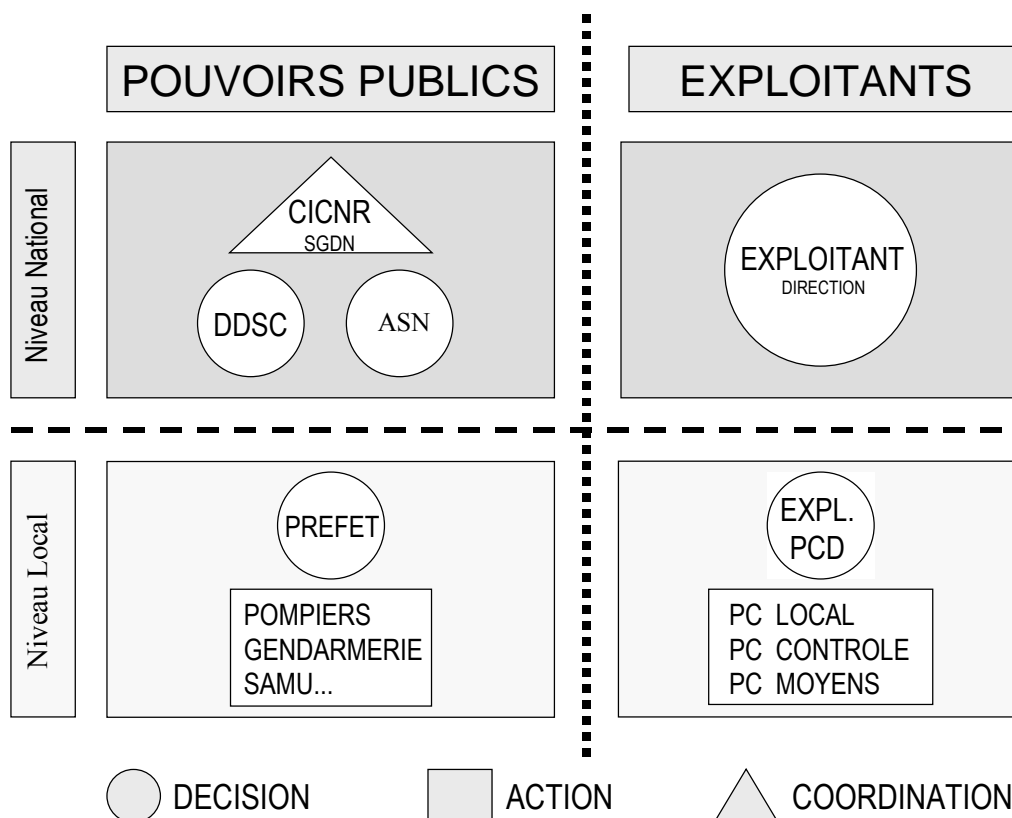 POUVOIRS PUBLICS
EXPLOITANTS
Niveau National
CICNR
SGDN
DDSC
ASN
EXPLOITANT
DIRECTION
Niveau Local
PREFET
POMPIERS
GENDARMERIE
SAMU...
EXPL.
PCD
PC LOCAL
PC CONTROLE
PC MOYENS
DECISION
ACTION
COORDINATION